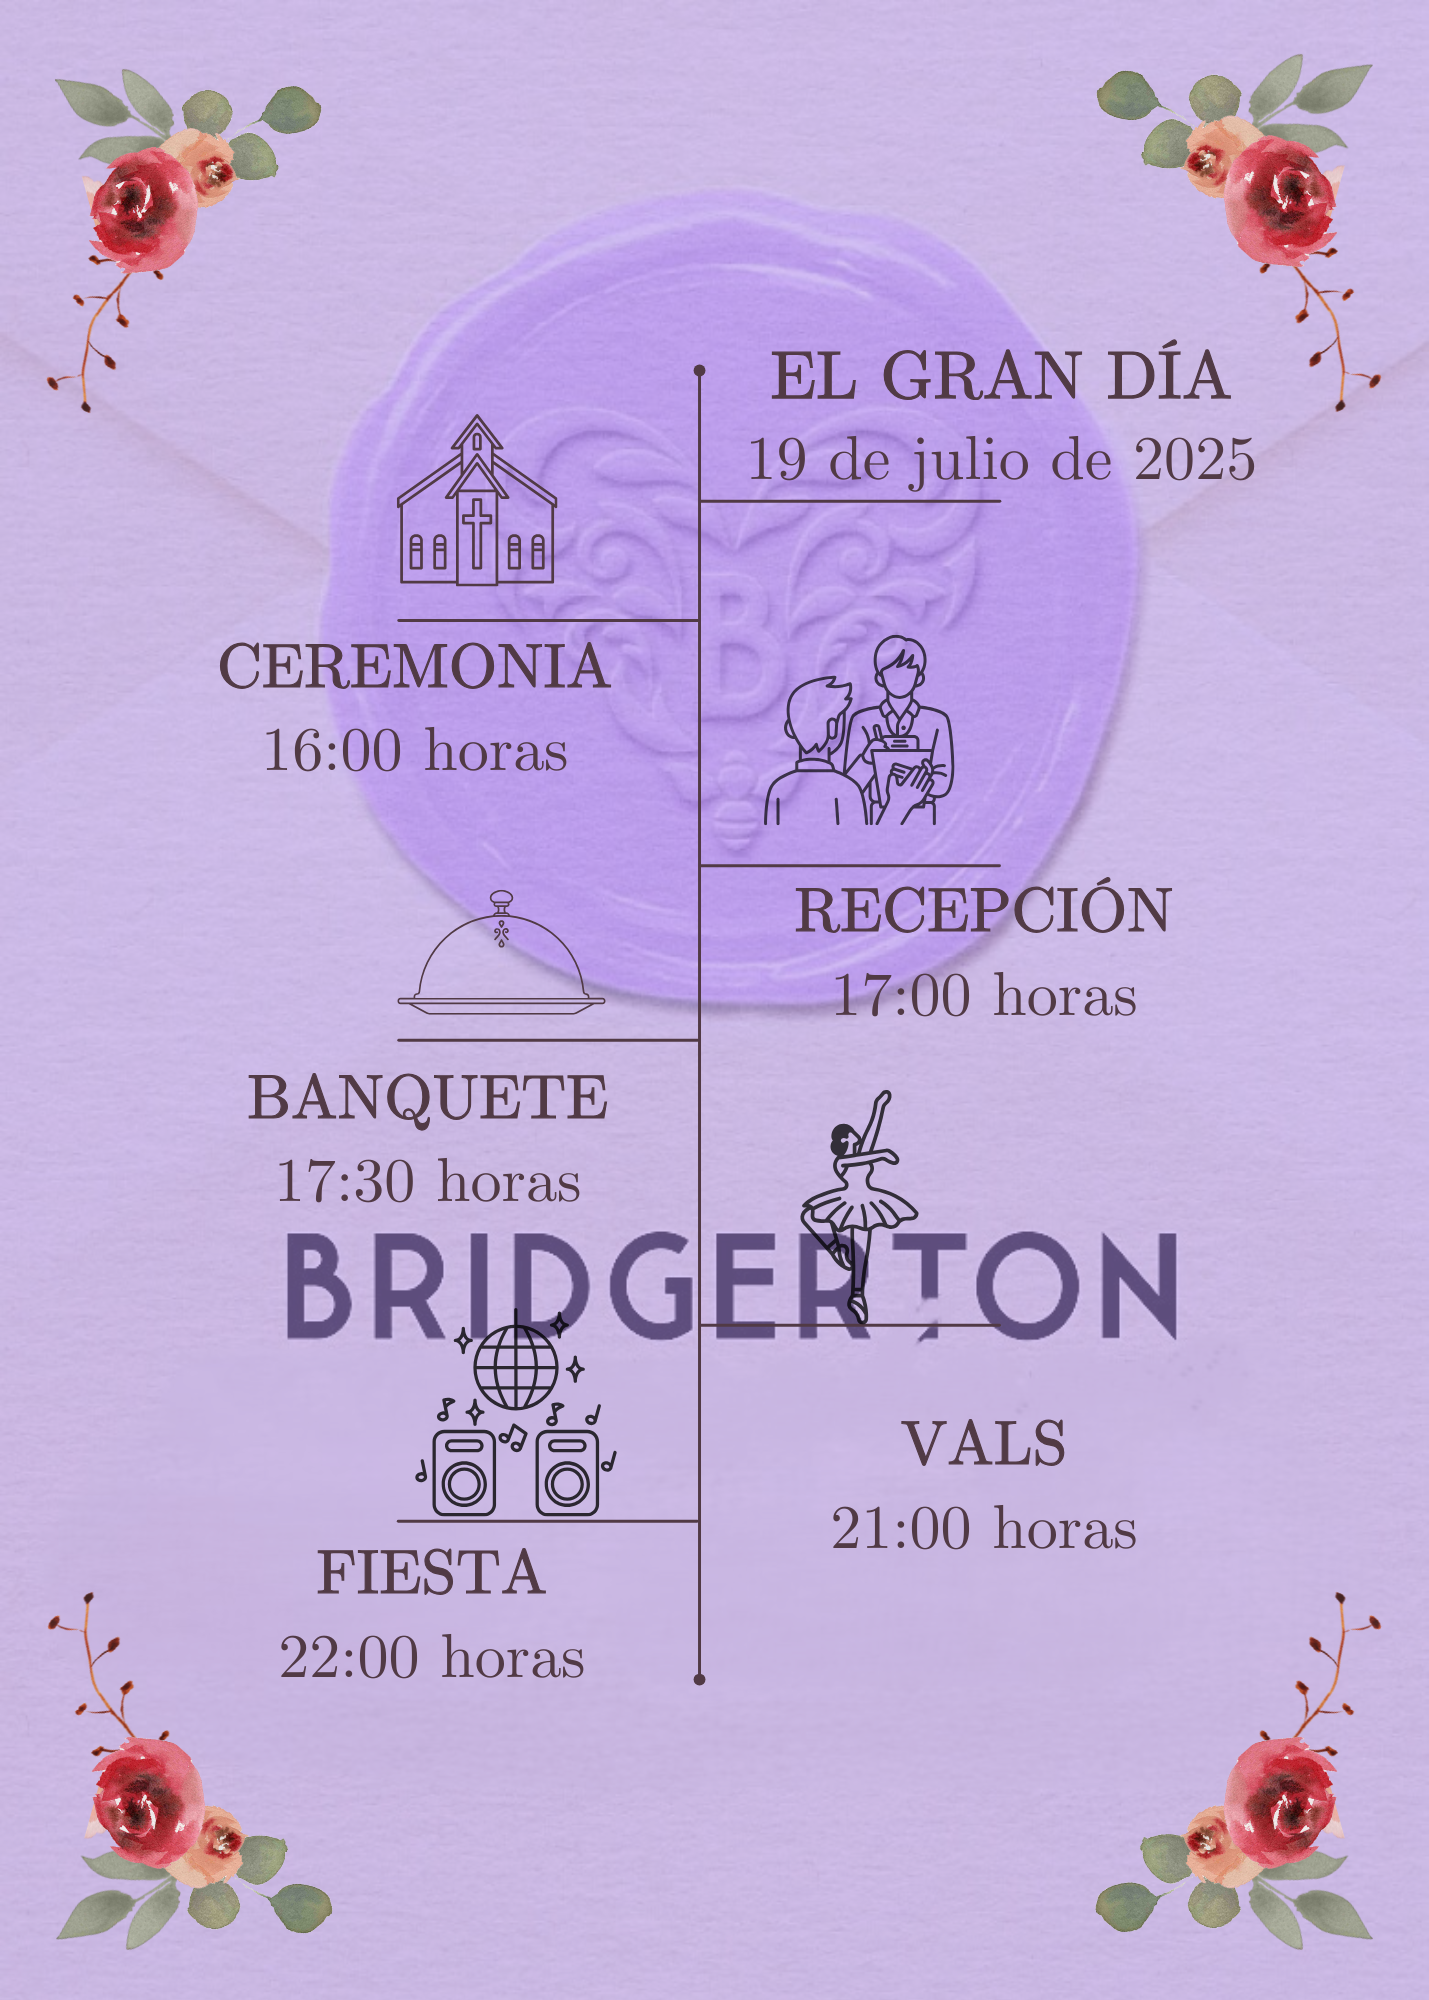 EL GRAN DÍA
19 de julio de 2025
CEREMONIA
16:00 horas
B
RECEPCIÓN
17:00 horas
BANQUETE
17:30 horas
BRIDGERTON
VALS
21:00 horas
FIESTA
22:00 horas